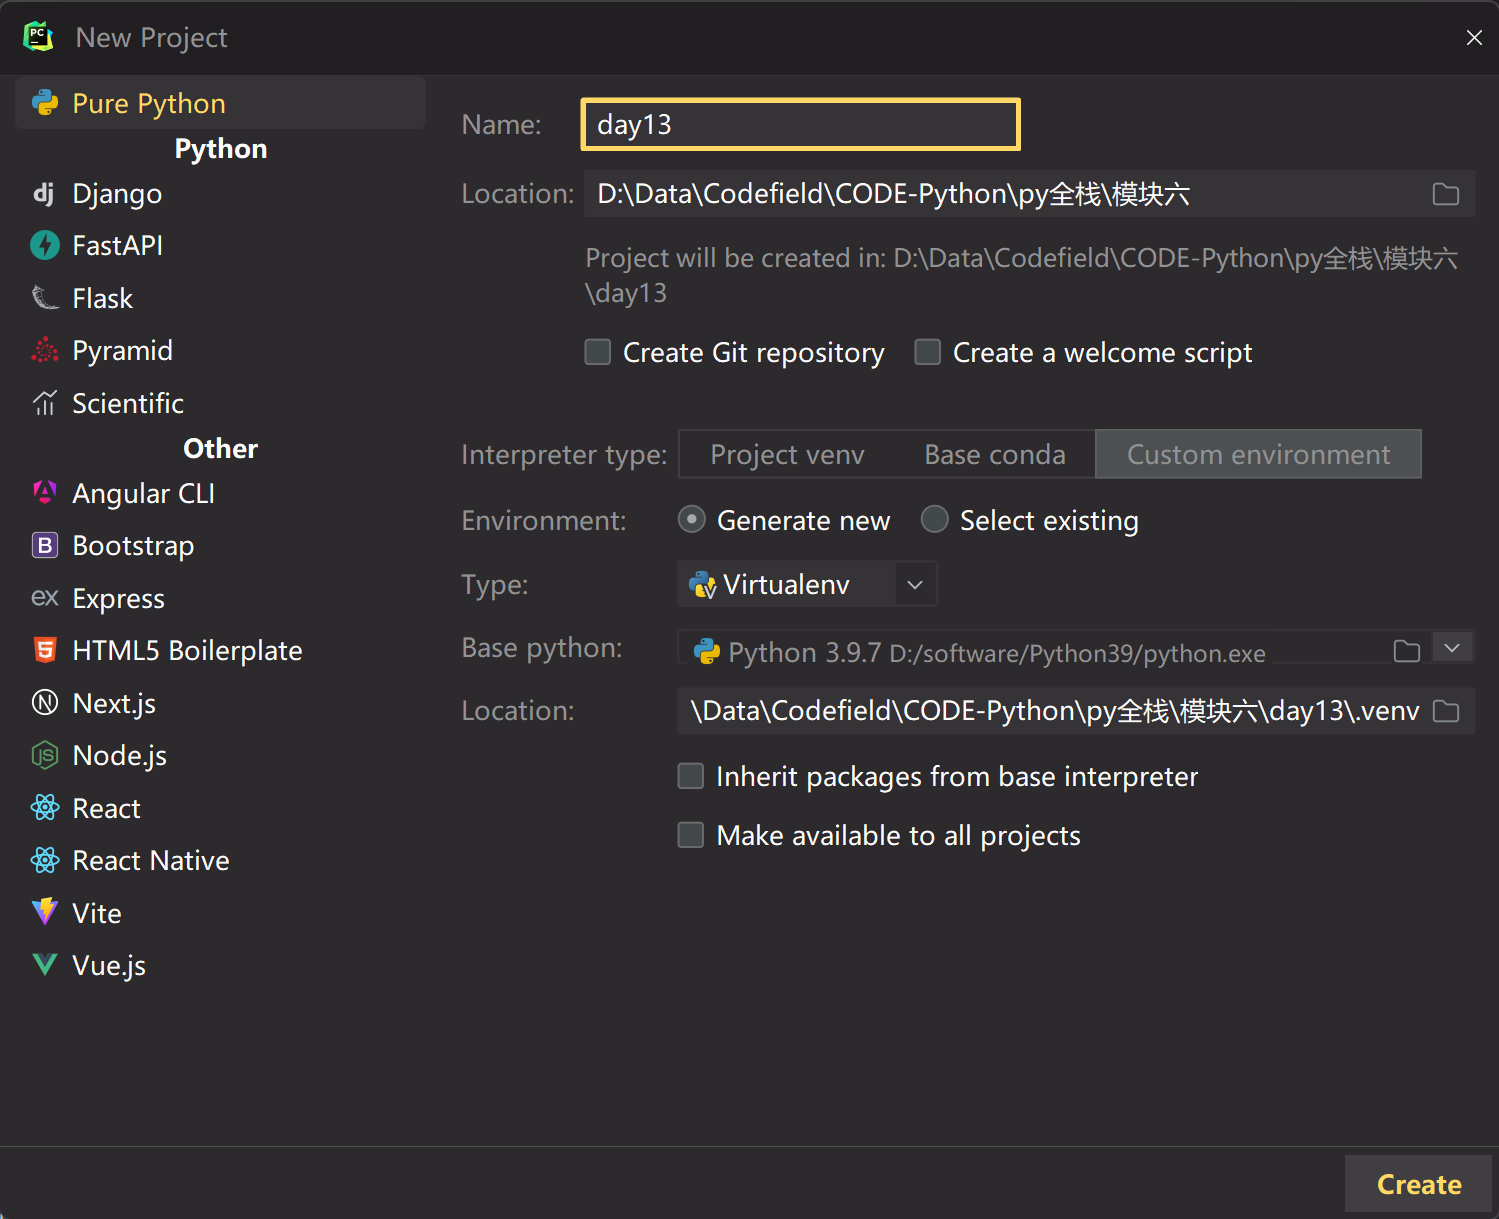 New Project
Pure Python
Python
Django
FastAPI
Flask
Pyramid
Scientific
Other
Angular CLI
Bootstrap
Express
HTML5 Boilerplate
Next.js
Node.js
React
React Native
Vite
Vue.js
Name: day13
Location: D:\Data\Codefield\CODE-Python\py全栈\模块六
Project will be created in: D:\Data\Codefield\CODE-Python\py全栈\模块六
\day13
Create Git repository Create a welcome script
Interpreter type: Project venv Base conda Custom environment
Environment: Generate new Select existing
Type: Virtualenv
Base python: Python 3.9.7 D:/software/Python39/python.exe
Location: \Data\Codefield\CODE-Python\py全栈\模块六\day13\.venv
Inherit packages from base interpreter
Make available to all projects
Create